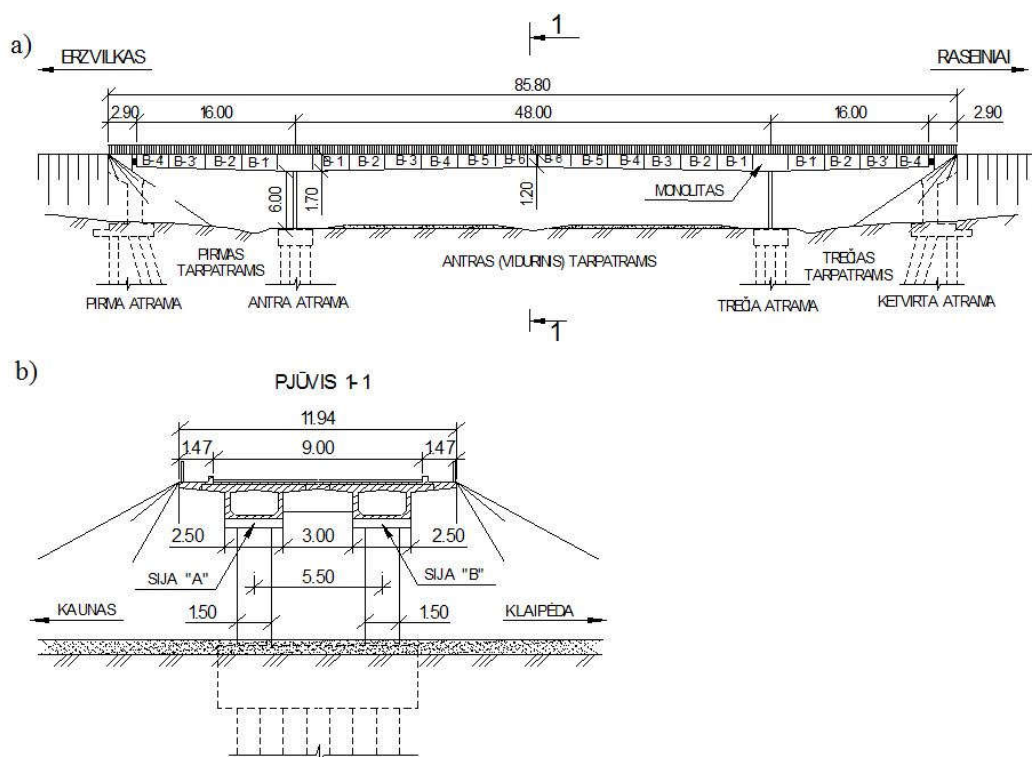 a)
1
ERZVILKAS
RASEINIAI
85.80
2.90 16.00 48.00 16.00 2.90
B-4' B-3' B-2 B-1' B-1 B-2 B-3 B-4 B-5 B-6 B-6 B-5 B-4 B-3 B-2 B-1 B-1' B-2 B-3' B-4'
MONOLITAS
6.00
1.70
1.20
PIRMAS
TARPATRAMIS
ANTRAS (VIDURINIS) TARPATRAMIS
TREČIAS
TARPATRAMIS
PIRMA ATRAMA
ANTRA ATRAMA
TREČIA ATRAMA
KETVIRTA ATRAMA
1
b)
PJŪVIS 1-1
11.94
1.47 9.00 1.47
2.50 3.00 2.50
SIJA "A"
SIJA "B"
5.50
KAUNAS
1.50
1.50
KLAIPĖDA